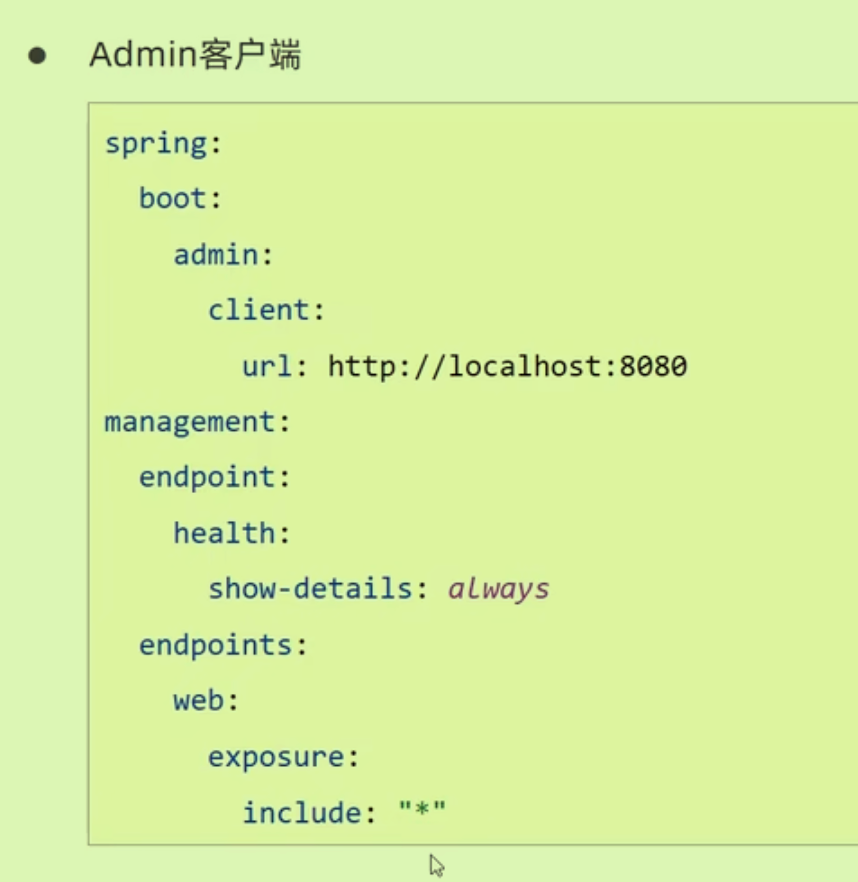 ● Admin客户端
spring:
  boot:
    admin:
      client:
        url: http://localhost:8080
management:
  endpoint:
    health:
      show-details: always
  endpoints:
    web:
      exposure:
        include: "*"